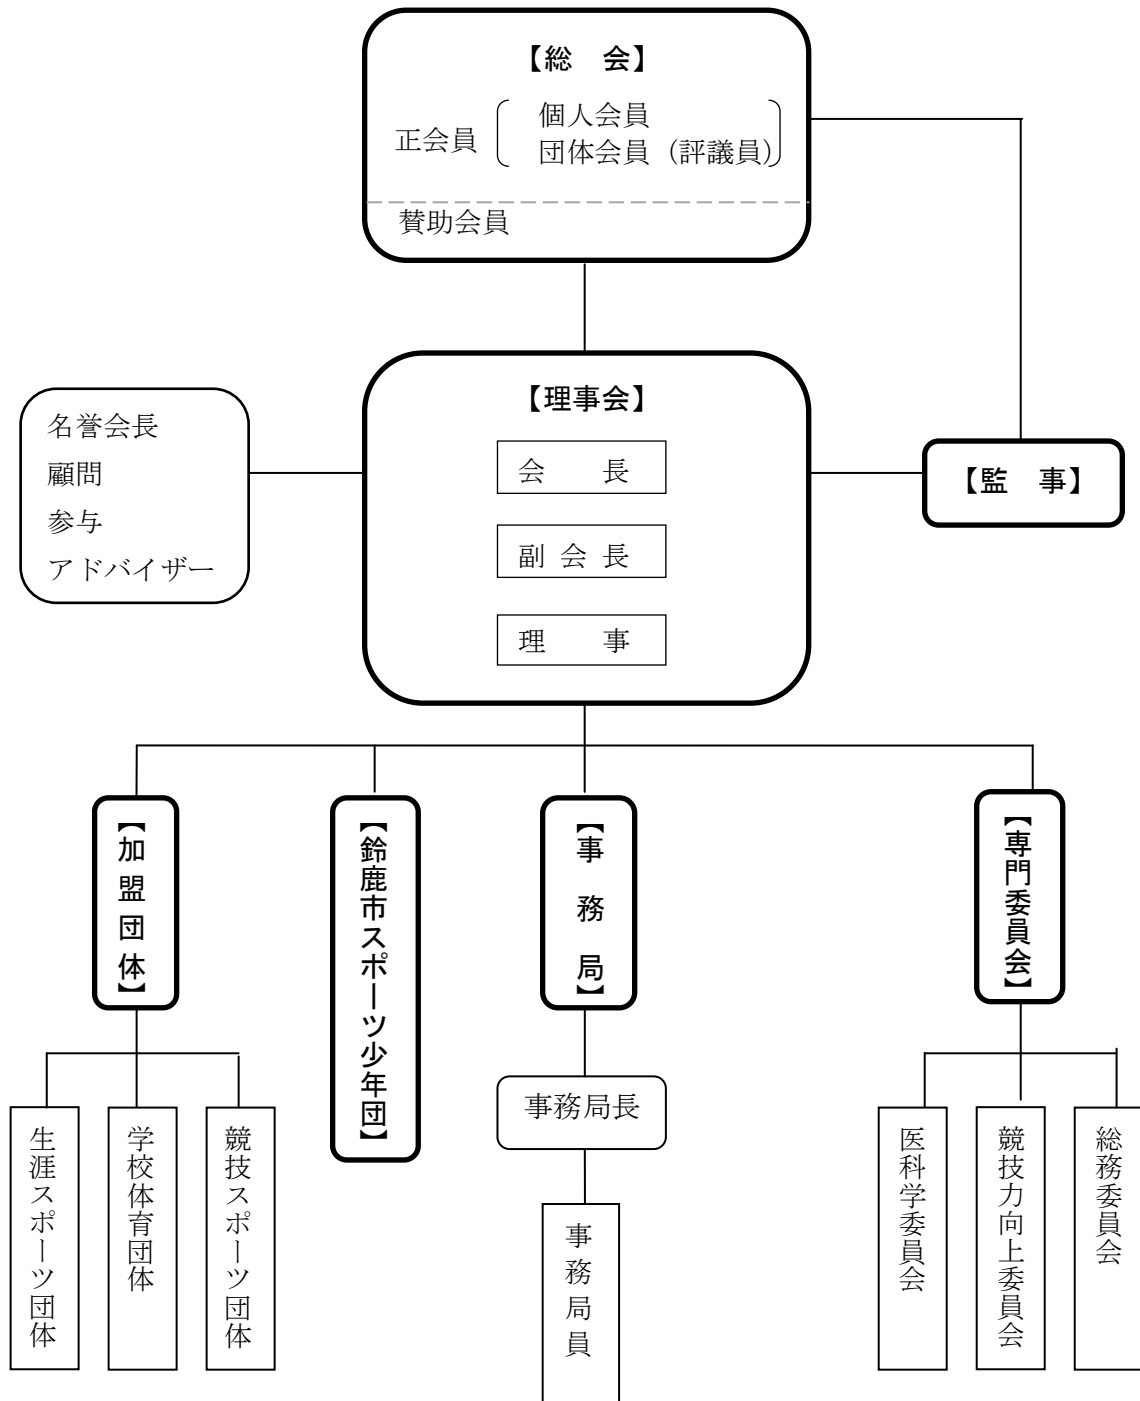 【総　会】
正会員
個人会員
団体会員（評議員）
賛助会員
【理事会】
会　　長
副 会 長
理　　事
名誉会長
顧問
参与
アドバイザー
【監　事】
【加盟団体】
【鈴鹿市スポーツ少年団】
【事　務　局】
【専門委員会】
生涯スポーツ団体
学校体育団体
競技スポーツ団体
事務局長
事務局員
医科学委員会
競技力向上委員会
総務委員会